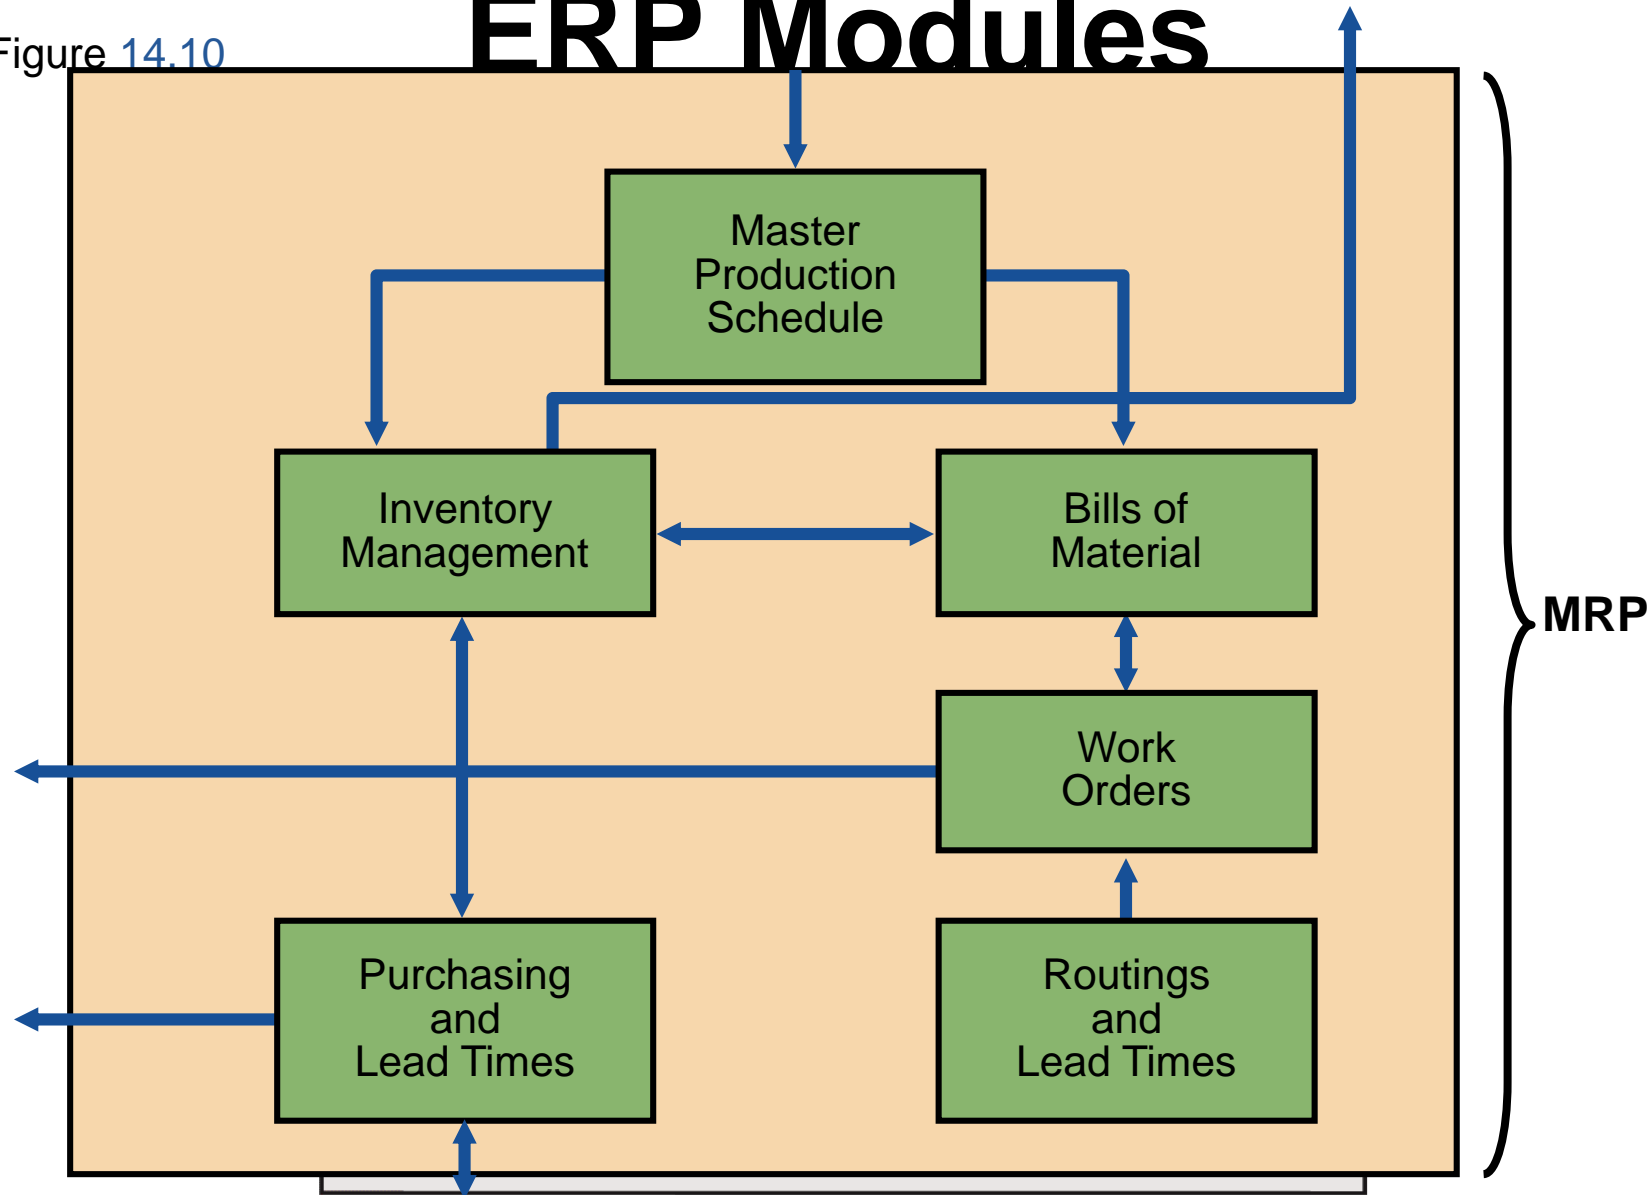 ERP Modules
Figure 14.10
Master
Production
Schedule
Inventory
Management
Bills of
Material
MRP
Work
Orders
Purchasing
and
Lead Times
Routings
and
Lead Times